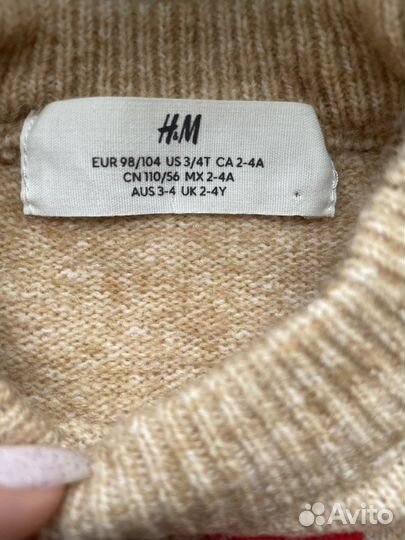 H&M
EUR 98/104 US 3/4T CA 2-4A
CN 110/56 MX 2-4A
AUS 3-4 UK 2-4Y
Avito